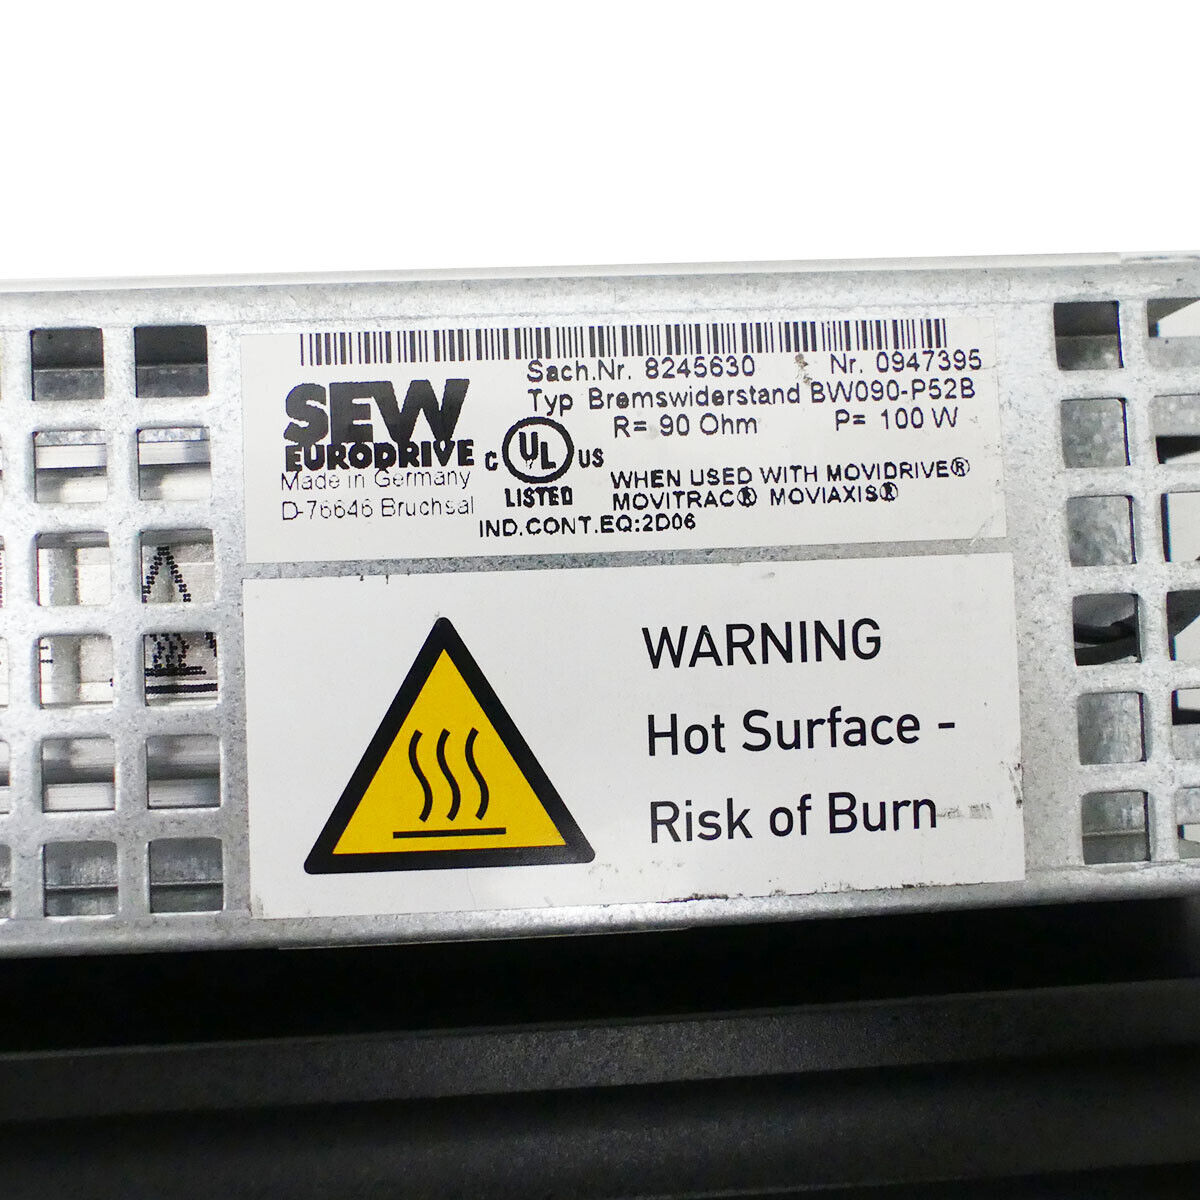 Sach.Nr. 8245630 Nr. 0947395
Typ Bremswiderstand BW090-P52B
R= 90 Ohm P= 100 W
SEW
EURODRIVE
Made in Germany
D-76646 Bruchsal
C UL US
LISTED
IND.CONT.EQ:2D06
WHEN USED WITH MOVIDRIVE®
MOVITRAC® MOVIAXIS®
WARNING
Hot Surface -
Risk of Burn